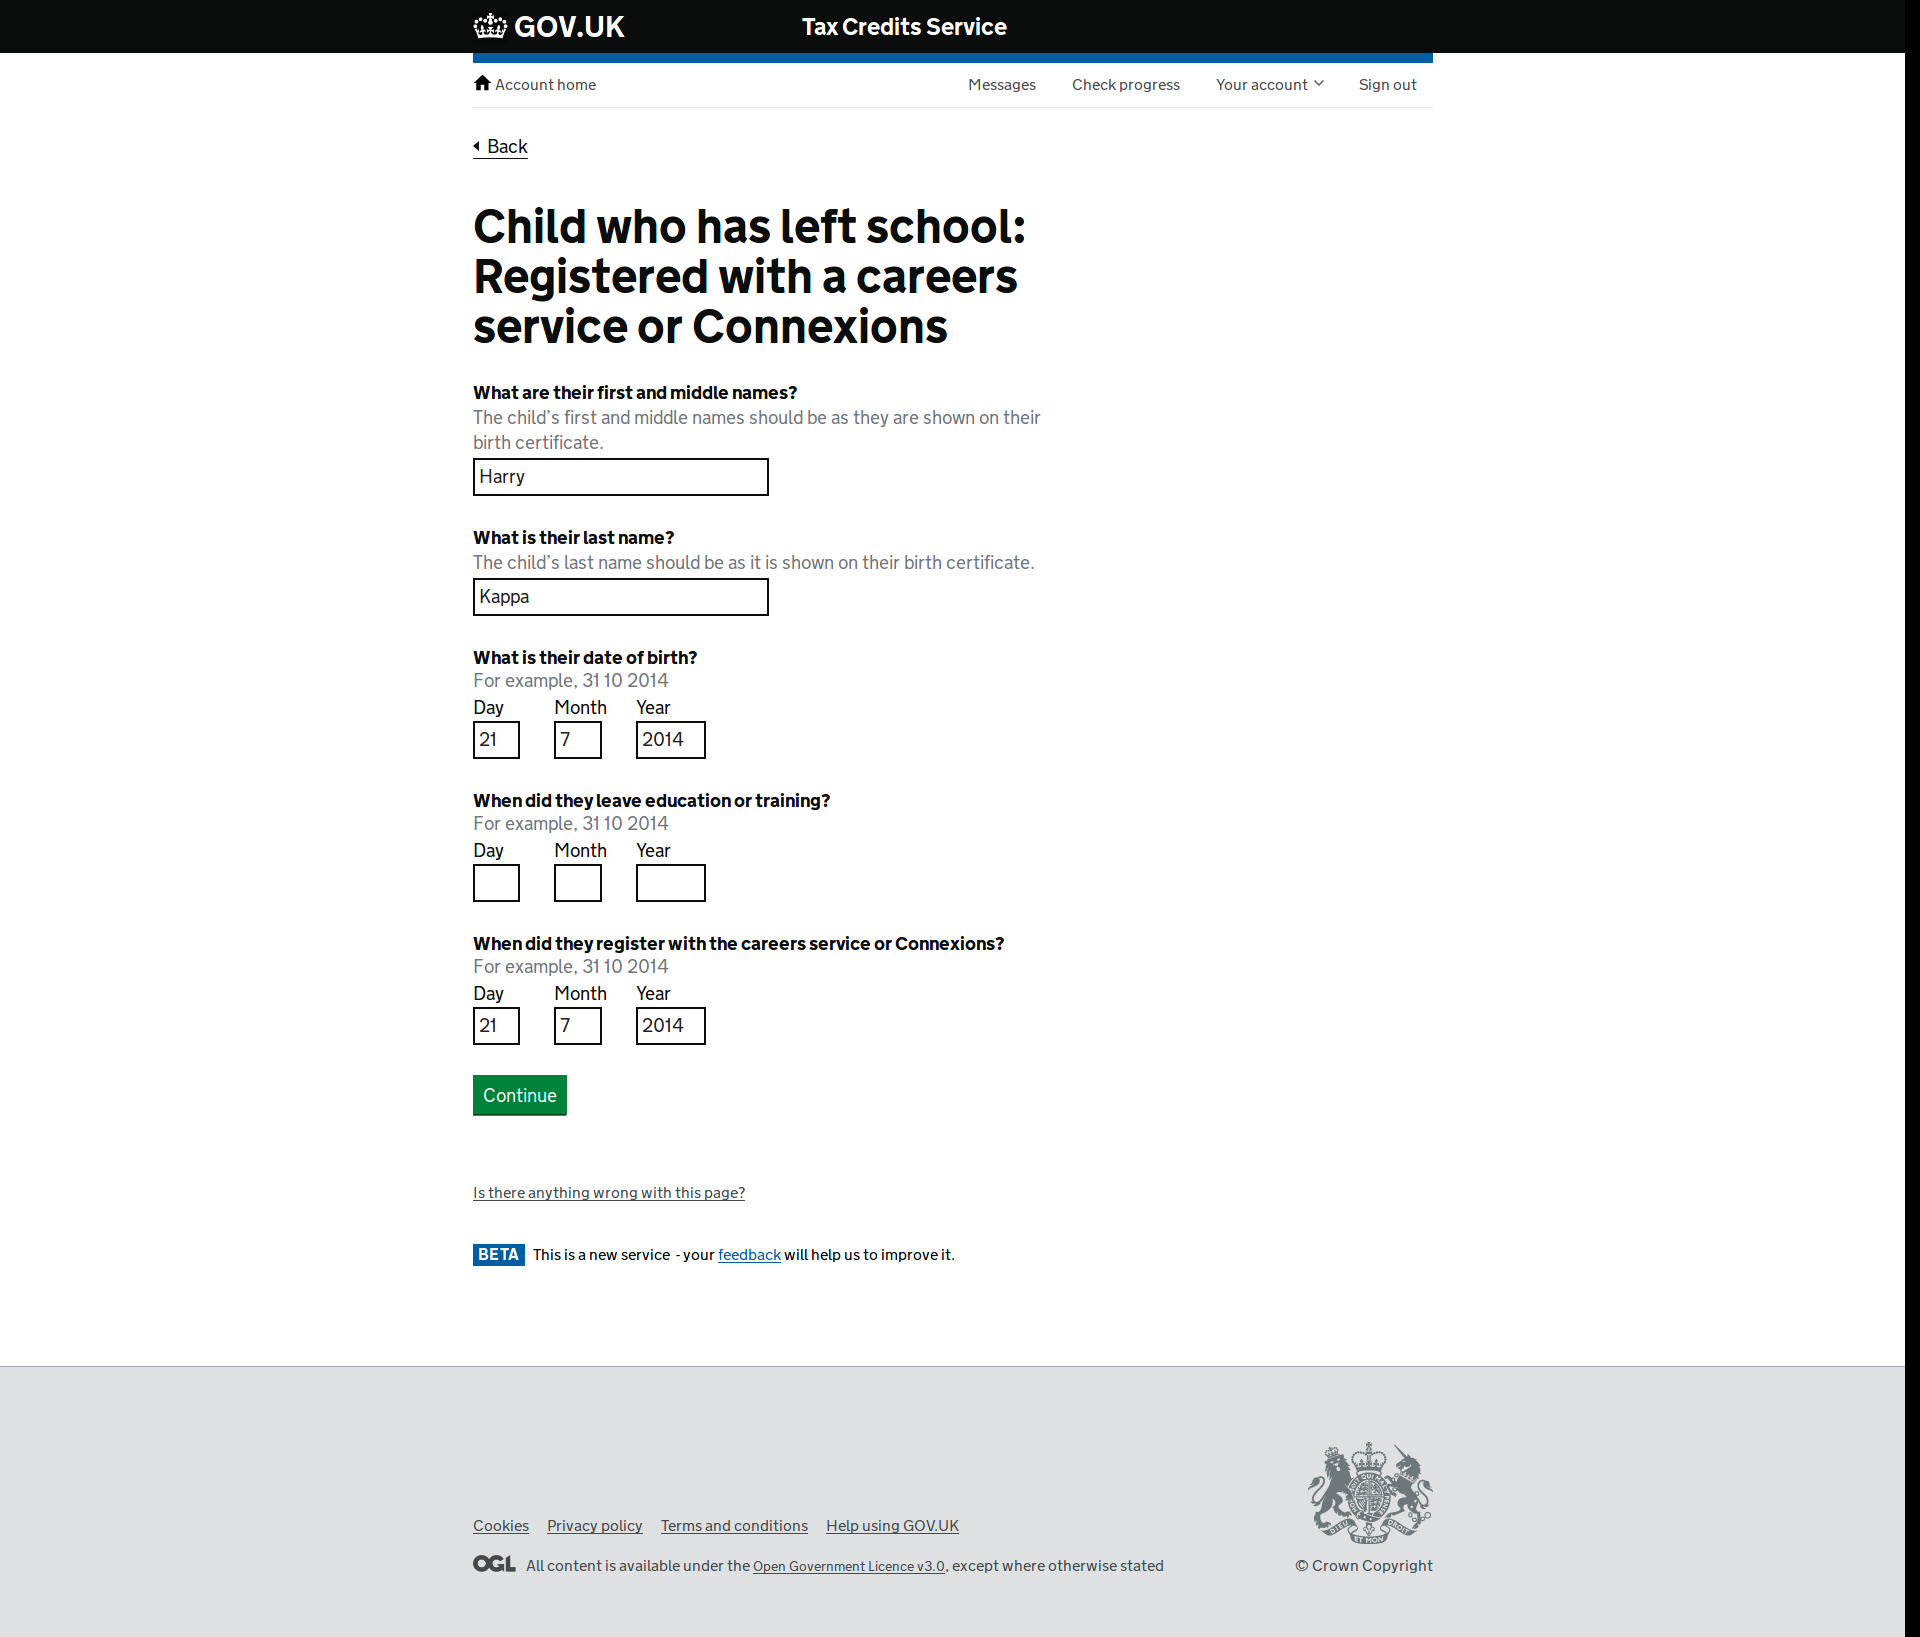 GOV.UK Tax Credits Service
Account home Messages Check progress Your account Sign out
Back
Child who has left school:
Registered with a careers
service or Connexions
What are their first and middle names?
The child’s first and middle names should be as they are shown on their
birth certificate.
Harry
What is their last name?
The child’s last name should be as it is shown on their birth certificate.
Kappa
What is their date of birth?
For example, 31 10 2014
Day Month Year
21 7 2014
When did they leave education or training?
For example, 31 10 2014
Day Month Year
When did they register with the careers service or Connexions?
For example, 31 10 2014
Day Month Year
21 7 2014
Continue
Is there anything wrong with this page?
BETA This is a new service - your feedback will help us to improve it.
Cookies Privacy policy Terms and conditions Help using GOV.UK
OGL All content is available under the Open Government Licence v3.0, except where otherwise stated
DIEU ET MON DROIT
© Crown Copyright